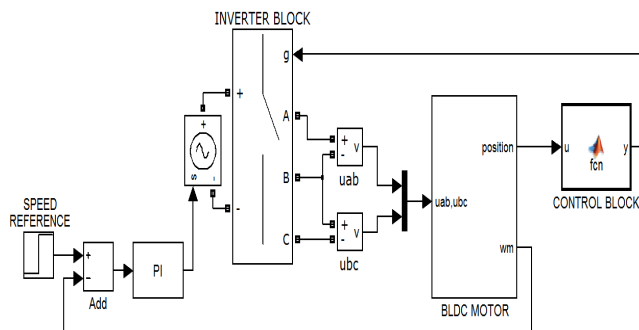 INVERTER BLOCK
g
+
A
+
-
v
uab
+
s
-
B
-
C
+
-
v
ubc
uab,ubc
position
wm
BLDC MOTOR
u
fcn
y
CONTROL BLOCK
SPEED
REFERENCE
+
−
Add
PI